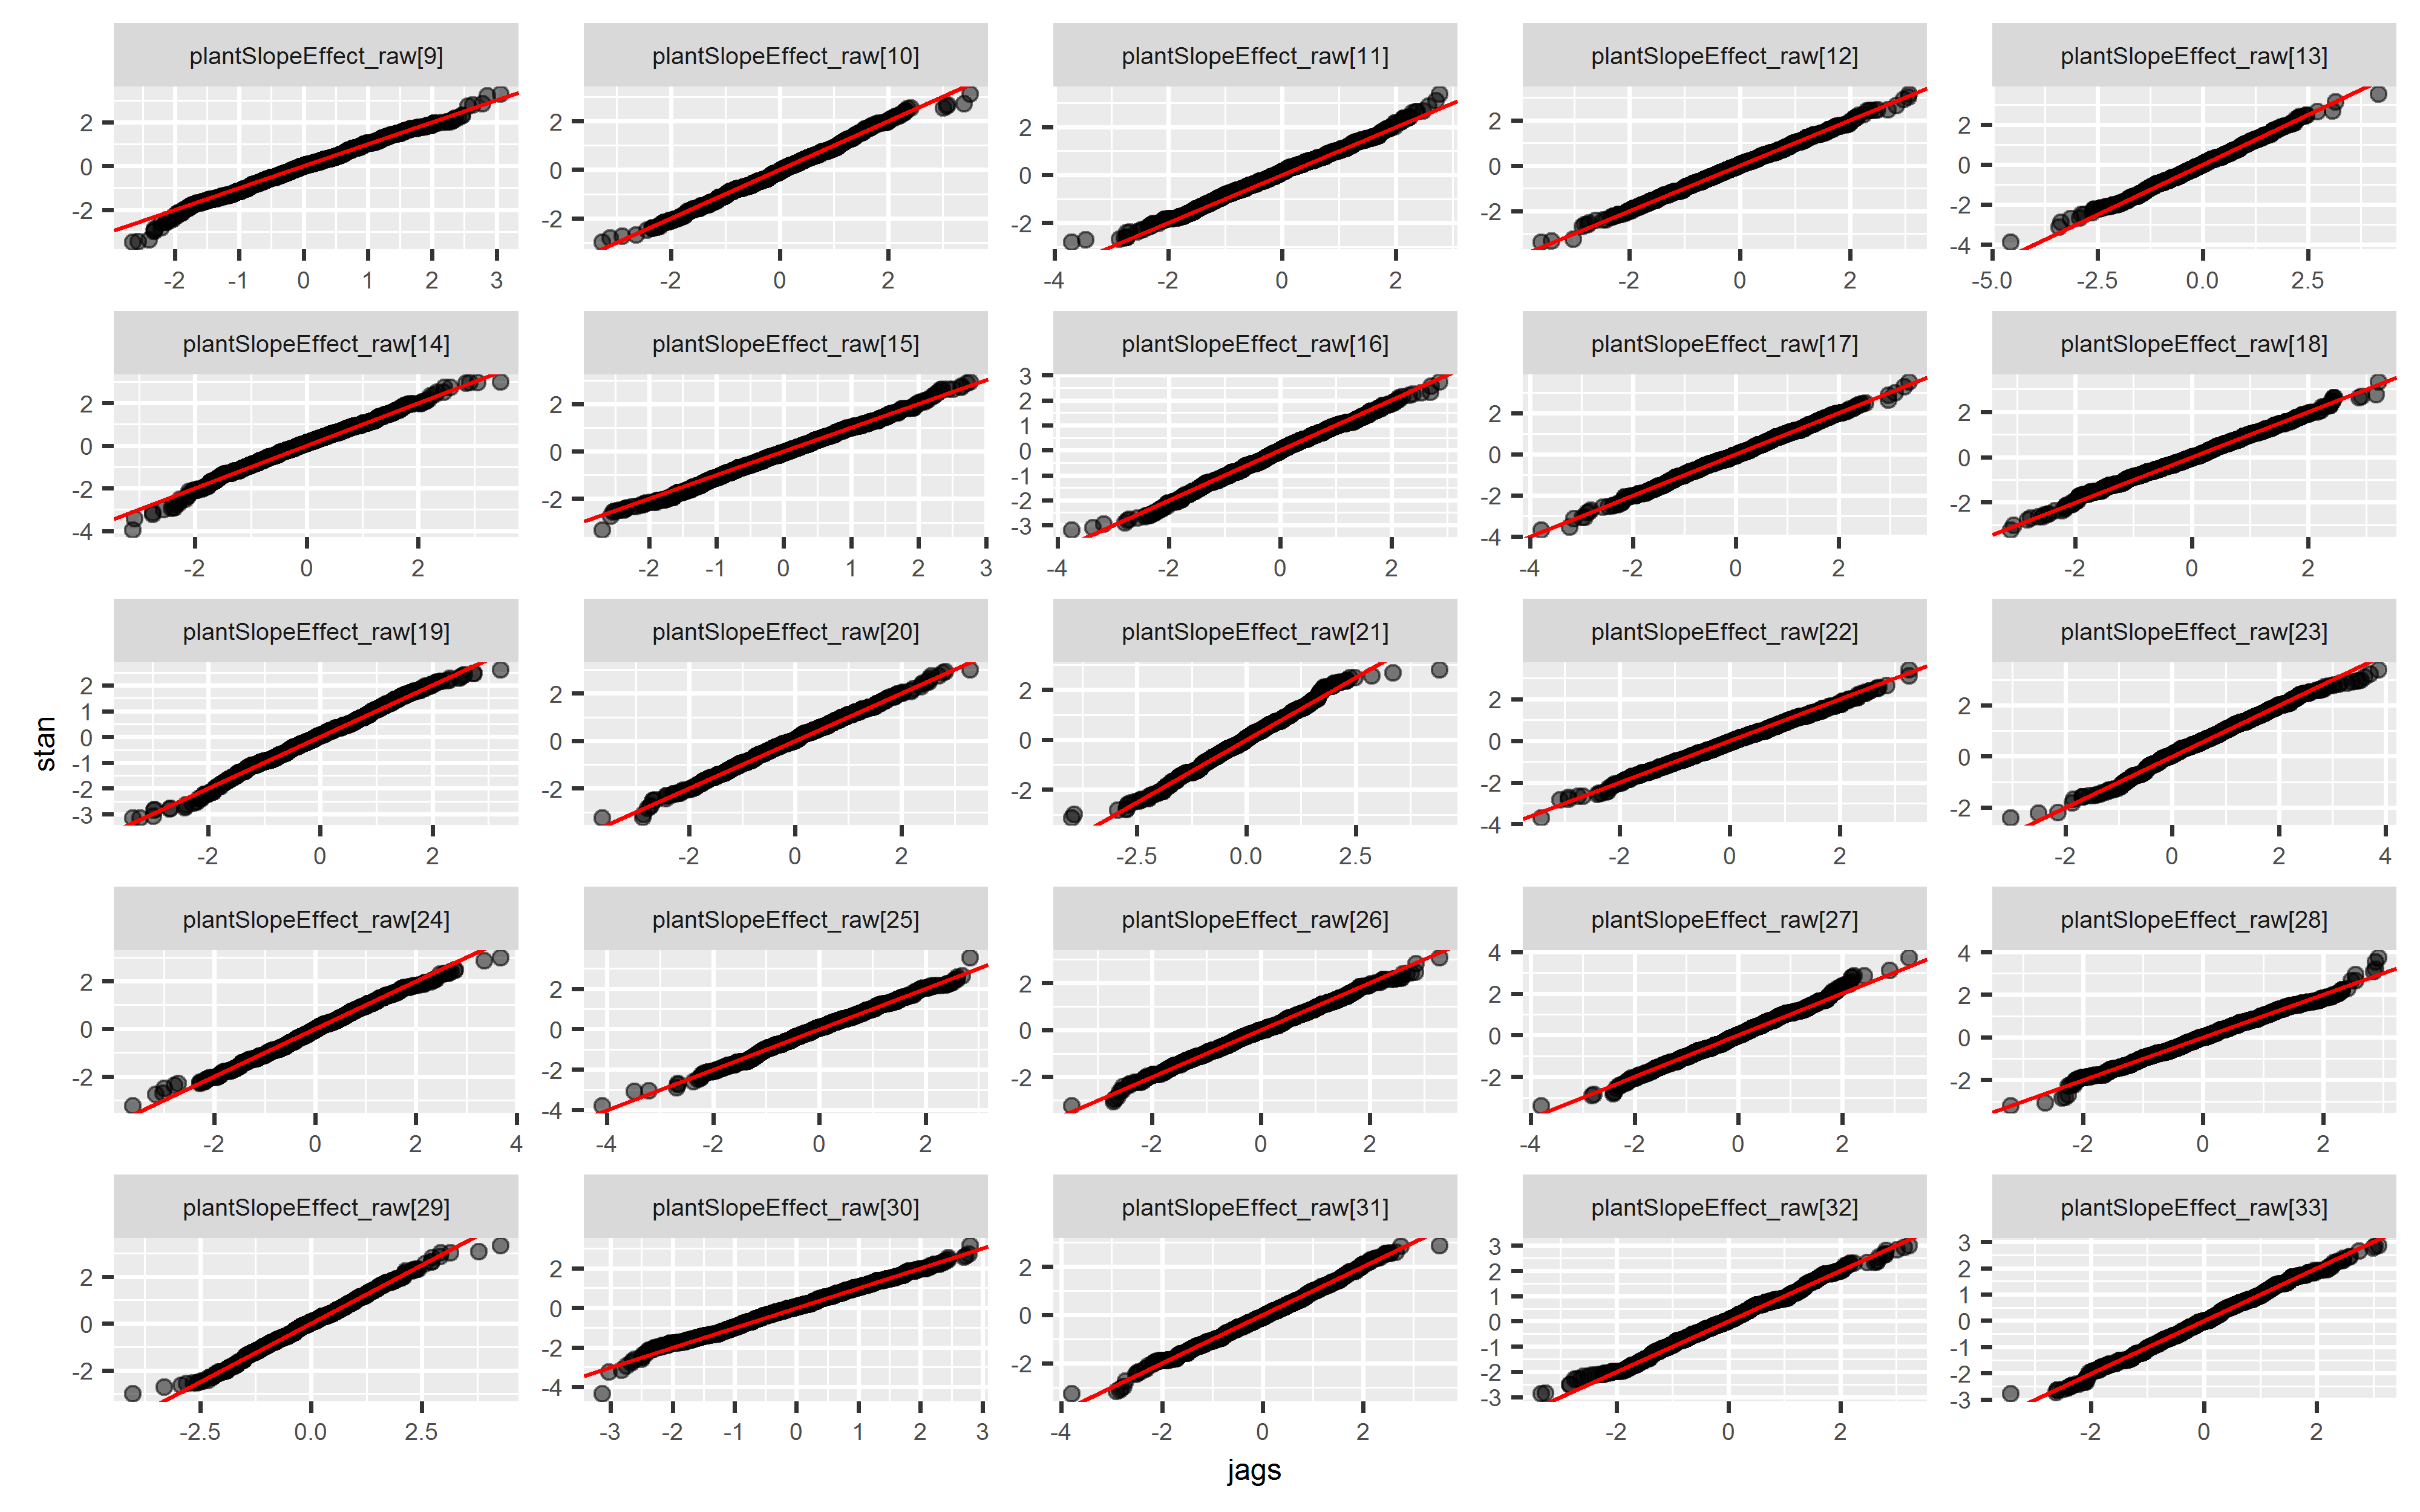 plantSlopeEffect_raw[9]
2
0
-2
-2 -1 0 1 2 3
plantSlopeEffect_raw[10]
2
0
-2
-2 0 2
plantSlopeEffect_raw[11]
2
0
-2
-4 -2 0 2
plantSlopeEffect_raw[12]
2
0
-2
-2 0 2
plantSlopeEffect_raw[13]
2
0
-2
-4
-5.0 -2.5 0.0 2.5
plantSlopeEffect_raw[14]
2
0
-2
-4
-2 0 2
plantSlopeEffect_raw[15]
2
0
-2
-2 -1 0 1 2 3
plantSlopeEffect_raw[16]
3
2
1
0
-1
-2
-3
-4 -2 0 2
plantSlopeEffect_raw[17]
2
0
-2
-4
-4 -2 0 2
plantSlopeEffect_raw[18]
2
0
-2
-2 0 2
stan
plantSlopeEffect_raw[19]
2
1
0
-1
-2
-3
-2 0 2
plantSlopeEffect_raw[20]
2
0
-2
-2 0 2
plantSlopeEffect_raw[21]
2
0
-2
-2.5 0.0 2.5
plantSlopeEffect_raw[22]
2
0
-2
-4
-2 0 2
plantSlopeEffect_raw[23]
2
0
-2
-2 0 2 4
plantSlopeEffect_raw[24]
2
0
-2
-2 0 2 4
plantSlopeEffect_raw[25]
2
0
-2
-4
-4 -2 0 2
plantSlopeEffect_raw[26]
2
0
-2
-2 0 2
plantSlopeEffect_raw[27]
4
2
0
-2
-4 -2 0 2
plantSlopeEffect_raw[28]
4
2
0
-2
-2 0 2
plantSlopeEffect_raw[29]
2
0
-2
-2.5 0.0 2.5
plantSlopeEffect_raw[30]
2
0
-2
-4
-3 -2 -1 0 1 2 3
plantSlopeEffect_raw[31]
2
0
-2
-4 -2 0 2
plantSlopeEffect_raw[32]
3
2
1
0
-1
-2
-3
-2 0 2
plantSlopeEffect_raw[33]
3
2
1
0
-1
-2
-3
-2 0 2
jags